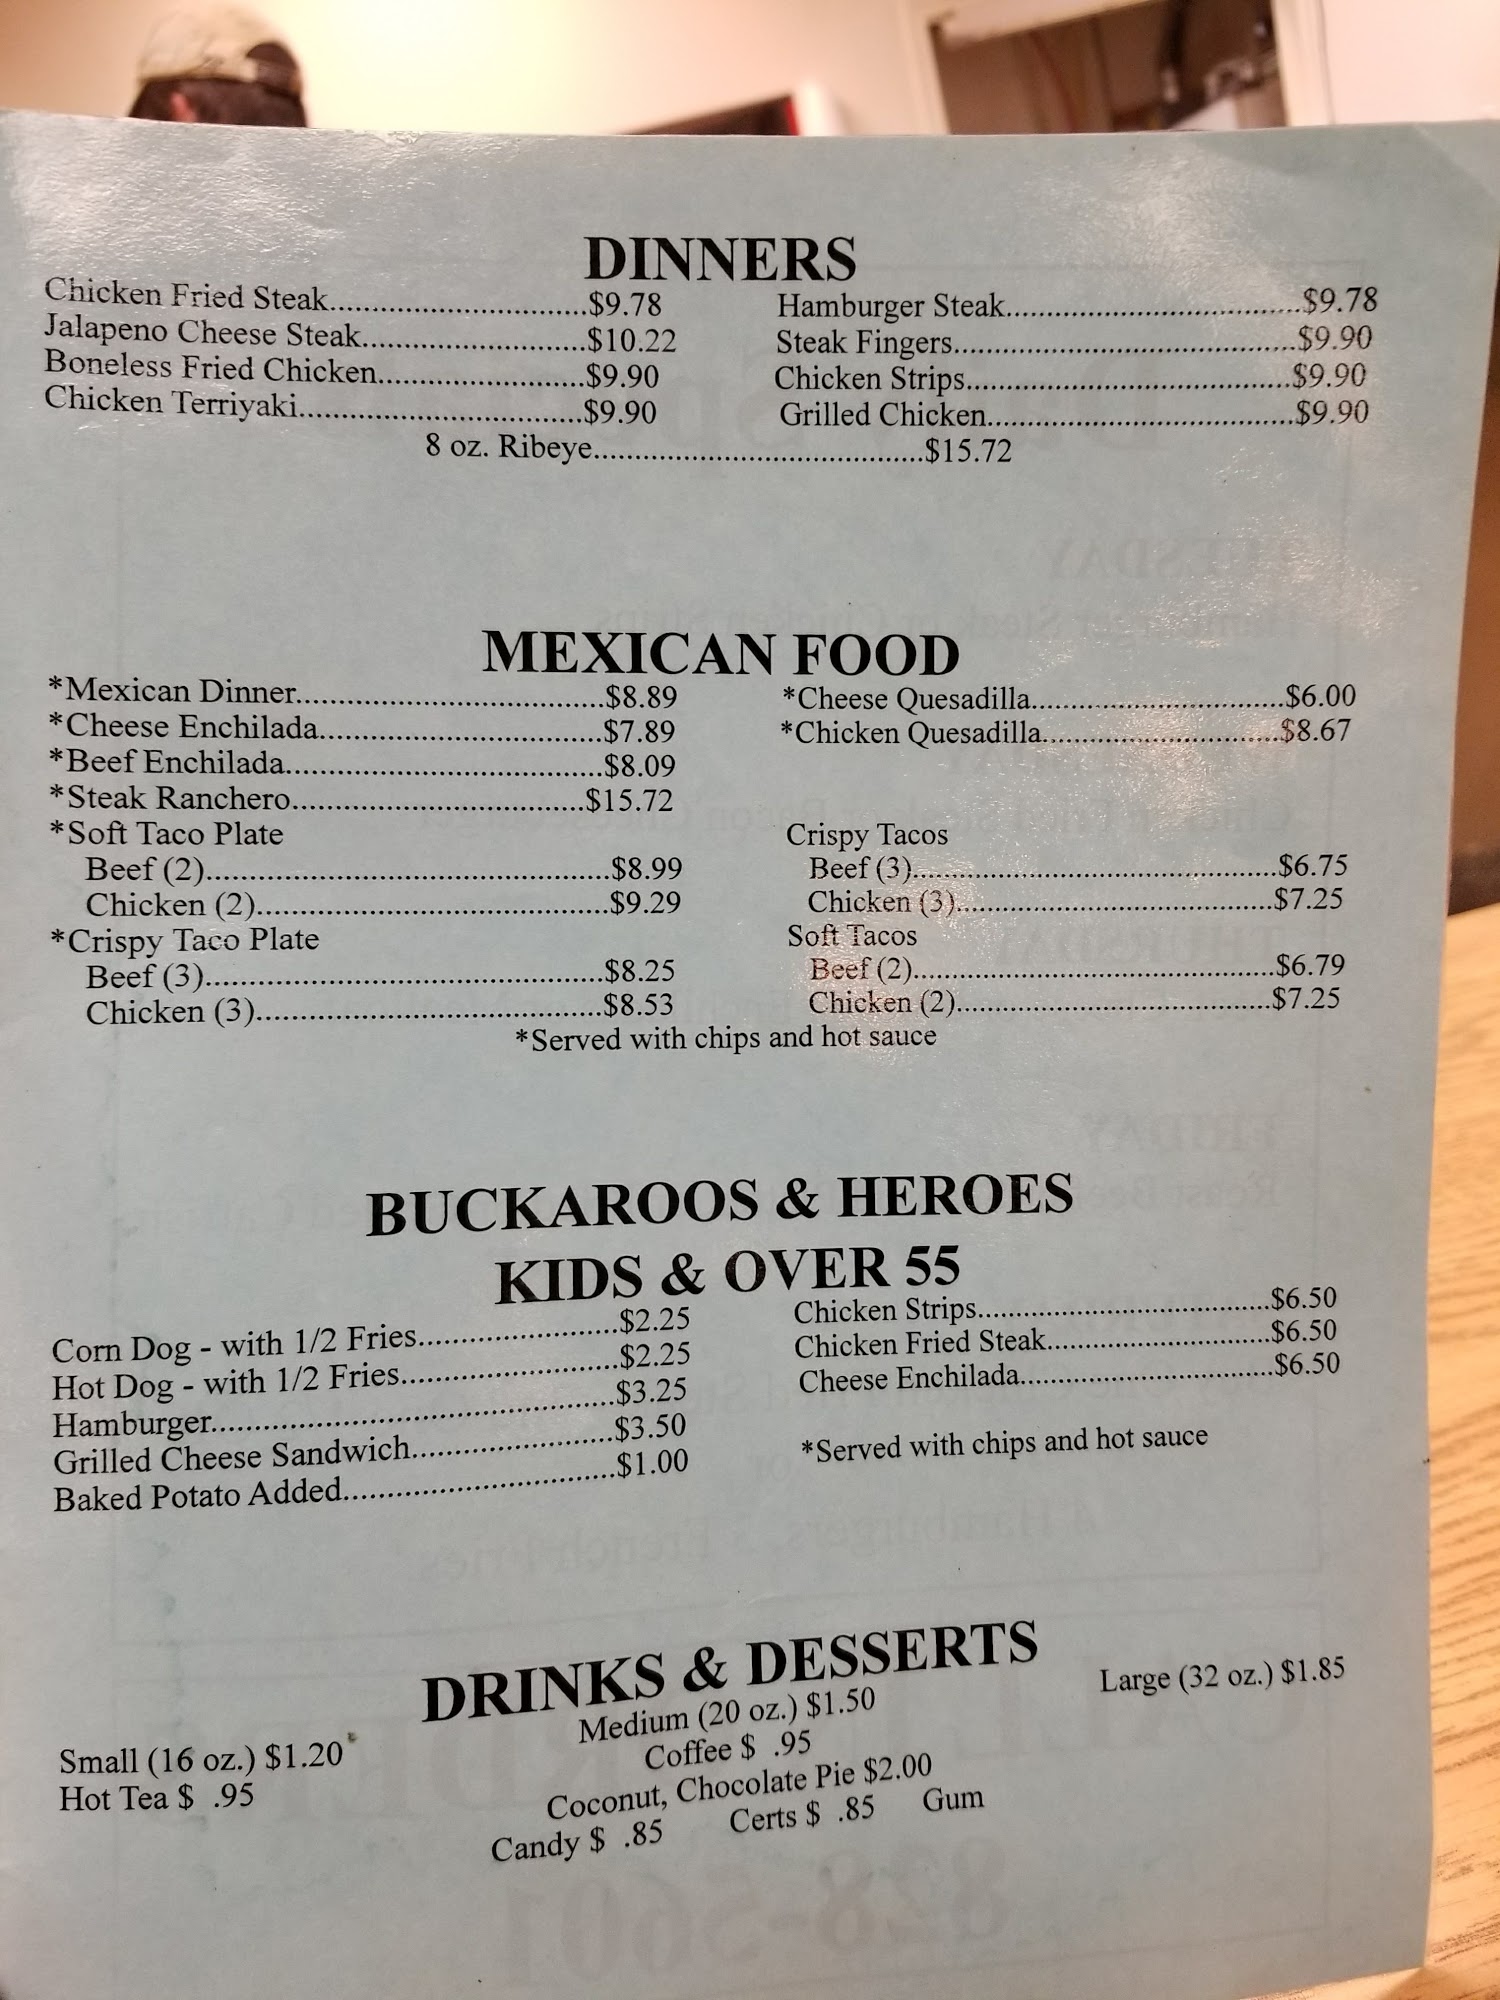 DINNERS
Chicken Fried Steak..............................$9.78
Jalapeno Cheese Steak..........................$10.22
Boneless Fried Chicken........................$9.90
Chicken Terriyaki.................................$9.90
Hamburger Steak..................................$9.78
Steak Fingers.......................................$9.90
Chicken Strips.....................................$9.90
Grilled Chicken...................................$9.90
8 oz. Ribeye.......................................$15.72
MEXICAN FOOD
*Mexican Dinner...................................$8.89
*Cheese Enchilada................................$7.89
*Beef Enchilada....................................$8.09
*Steak Ranchero.................................$15.72
*Soft Taco Plate
Beef (2)..............................................$8.99
Chicken (2)........................................$9.29
*Crispy Taco Plate
Beef (3)..............................................$8.25
Chicken (3)........................................$8.53
*Cheese Quesadilla.............................$6.00
*Chicken Quesadilla...........................$8.67
Crispy Tacos
Beef (3)..........................................$6.75
Chicken (3)....................................$7.25
Soft Tacos
Beef (2)..........................................$6.79
Chicken (2)....................................$7.25
*Served with chips and hot sauce
BUCKAROOS & HEROES
KIDS & OVER 55
Corn Dog - with 1/2 Fries.......................$2.25
Hot Dog - with 1/2 Fries.........................$2.25
Hamburger..............................................$3.25
Grilled Cheese Sandwich.......................$3.50
Baked Potato Added...............................$1.00
Chicken Strips.................................$6.50
Chicken Fried Steak.........................$6.50
Cheese Enchilada.............................$6.50
*Served with chips and hot sauce
DRINKS & DESSERTS
Small (16 oz.) $1.20 Medium (20 oz.) $1.50 Large (32 oz.) $1.85
Hot Tea $ .95 Coffee $ .95
Coconut, Chocolate Pie $2.00
Candy $ .85 Certs $ .85 Gum